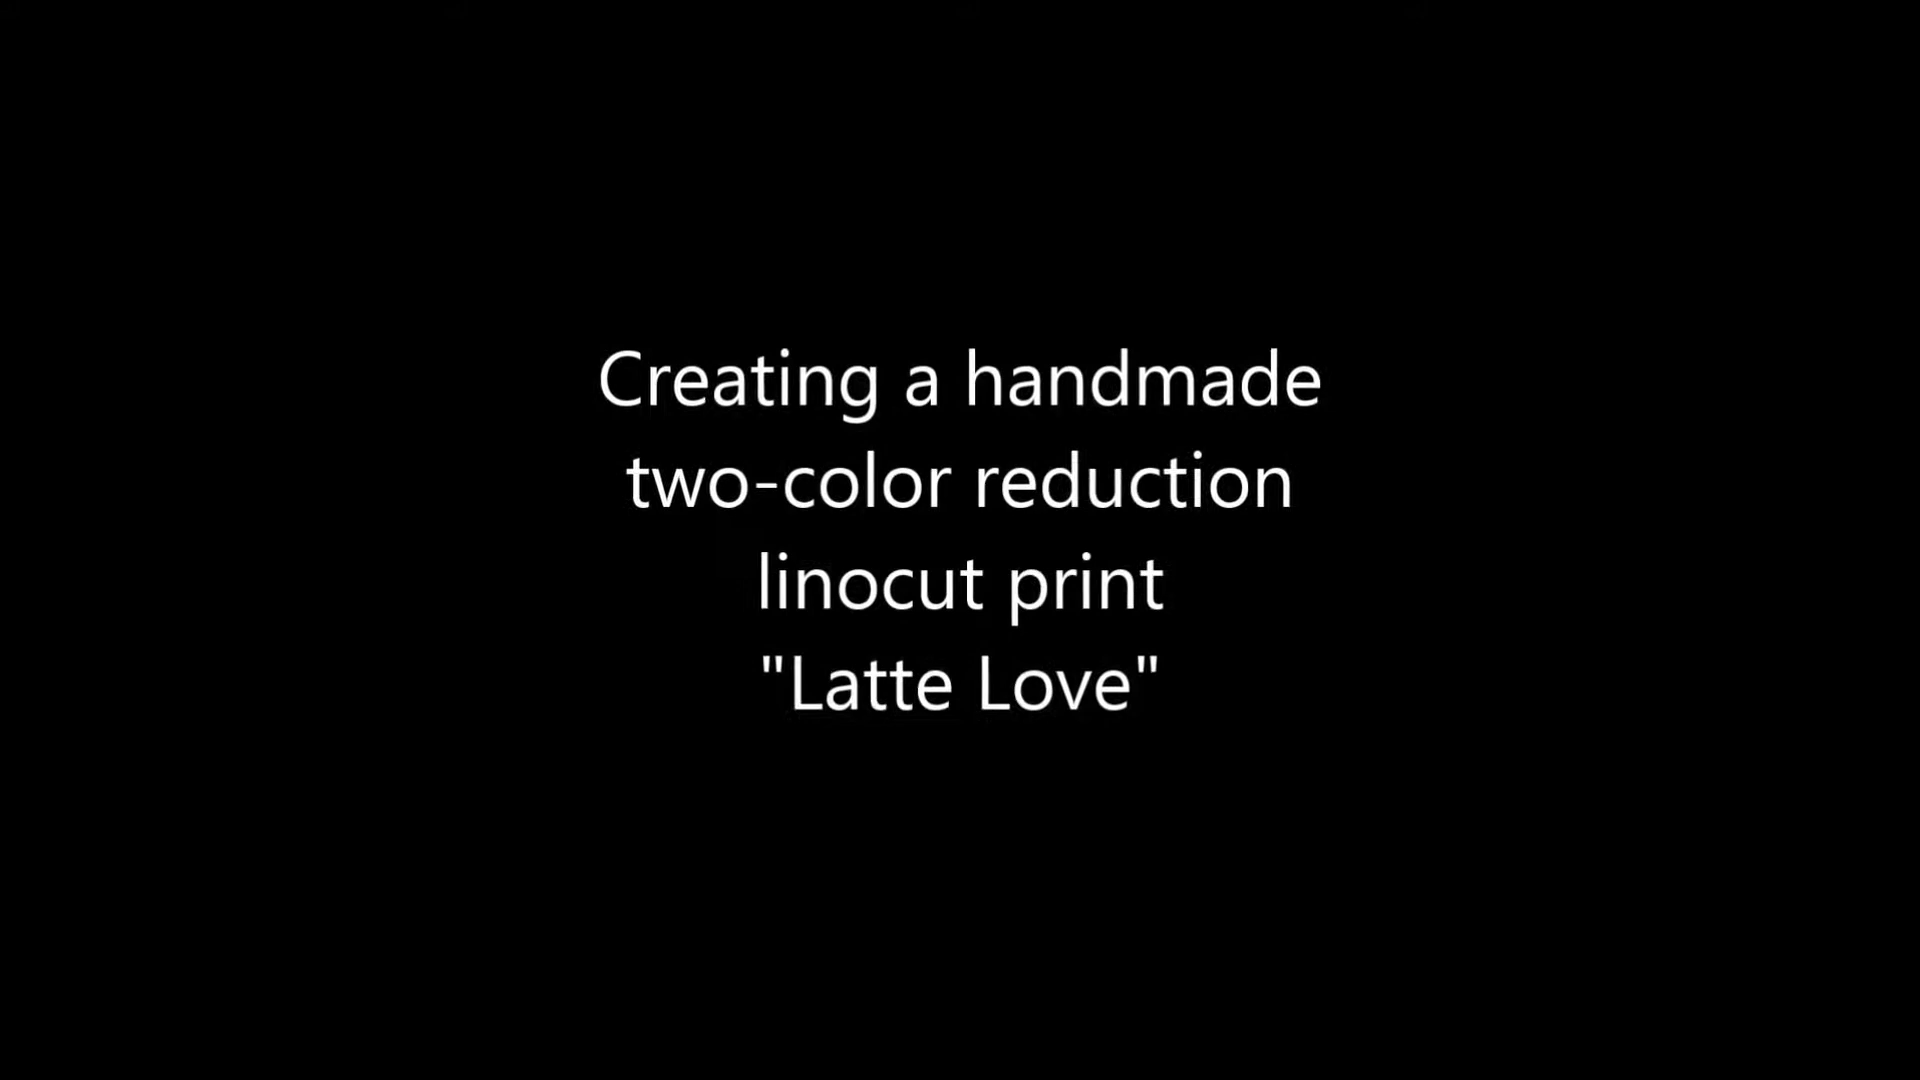 Creating a handmade
two-color reduction
linocut print
"Latte Love"